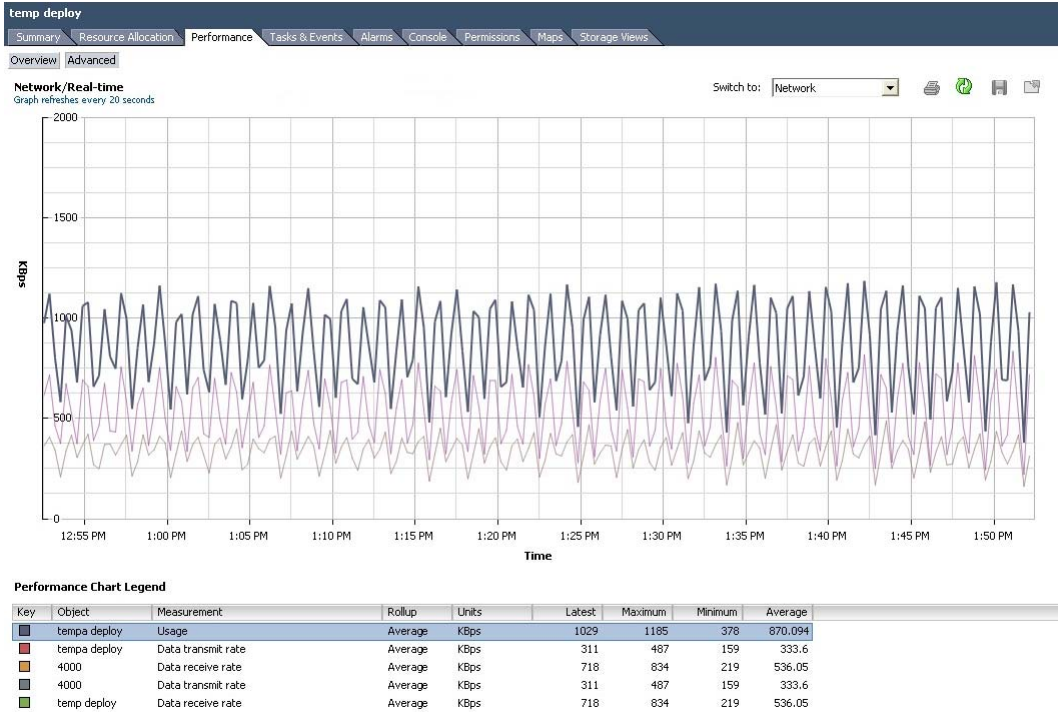 temp deploy
Summary Resource Allocation Performance Tasks & Events Alarms Console Permissions Maps Storage Views
Overview Advanced
Network/Real-time
Graph refreshes every 20 seconds
Switch to: Network
2000
1500
1000
500
0
KBps
12:55 PM 1:00 PM 1:05 PM 1:10 PM 1:15 PM 1:20 PM 1:25 PM 1:30 PM 1:35 PM 1:40 PM 1:45 PM 1:50 PM
Time
Performance Chart Legend
Key Object Measurement Rollup Units Latest Maximum Minimum Average
tempa deploy Usage Average KBps 1029 1185 378 870.094
tempa deploy Data transmit rate Average KBps 311 487 159 333.6
4000 Data receive rate Average KBps 718 834 219 536.05
4000 Data transmit rate Average KBps 311 487 159 333.6
temp deploy Data receive rate Average KBps 718 834 219 536.05